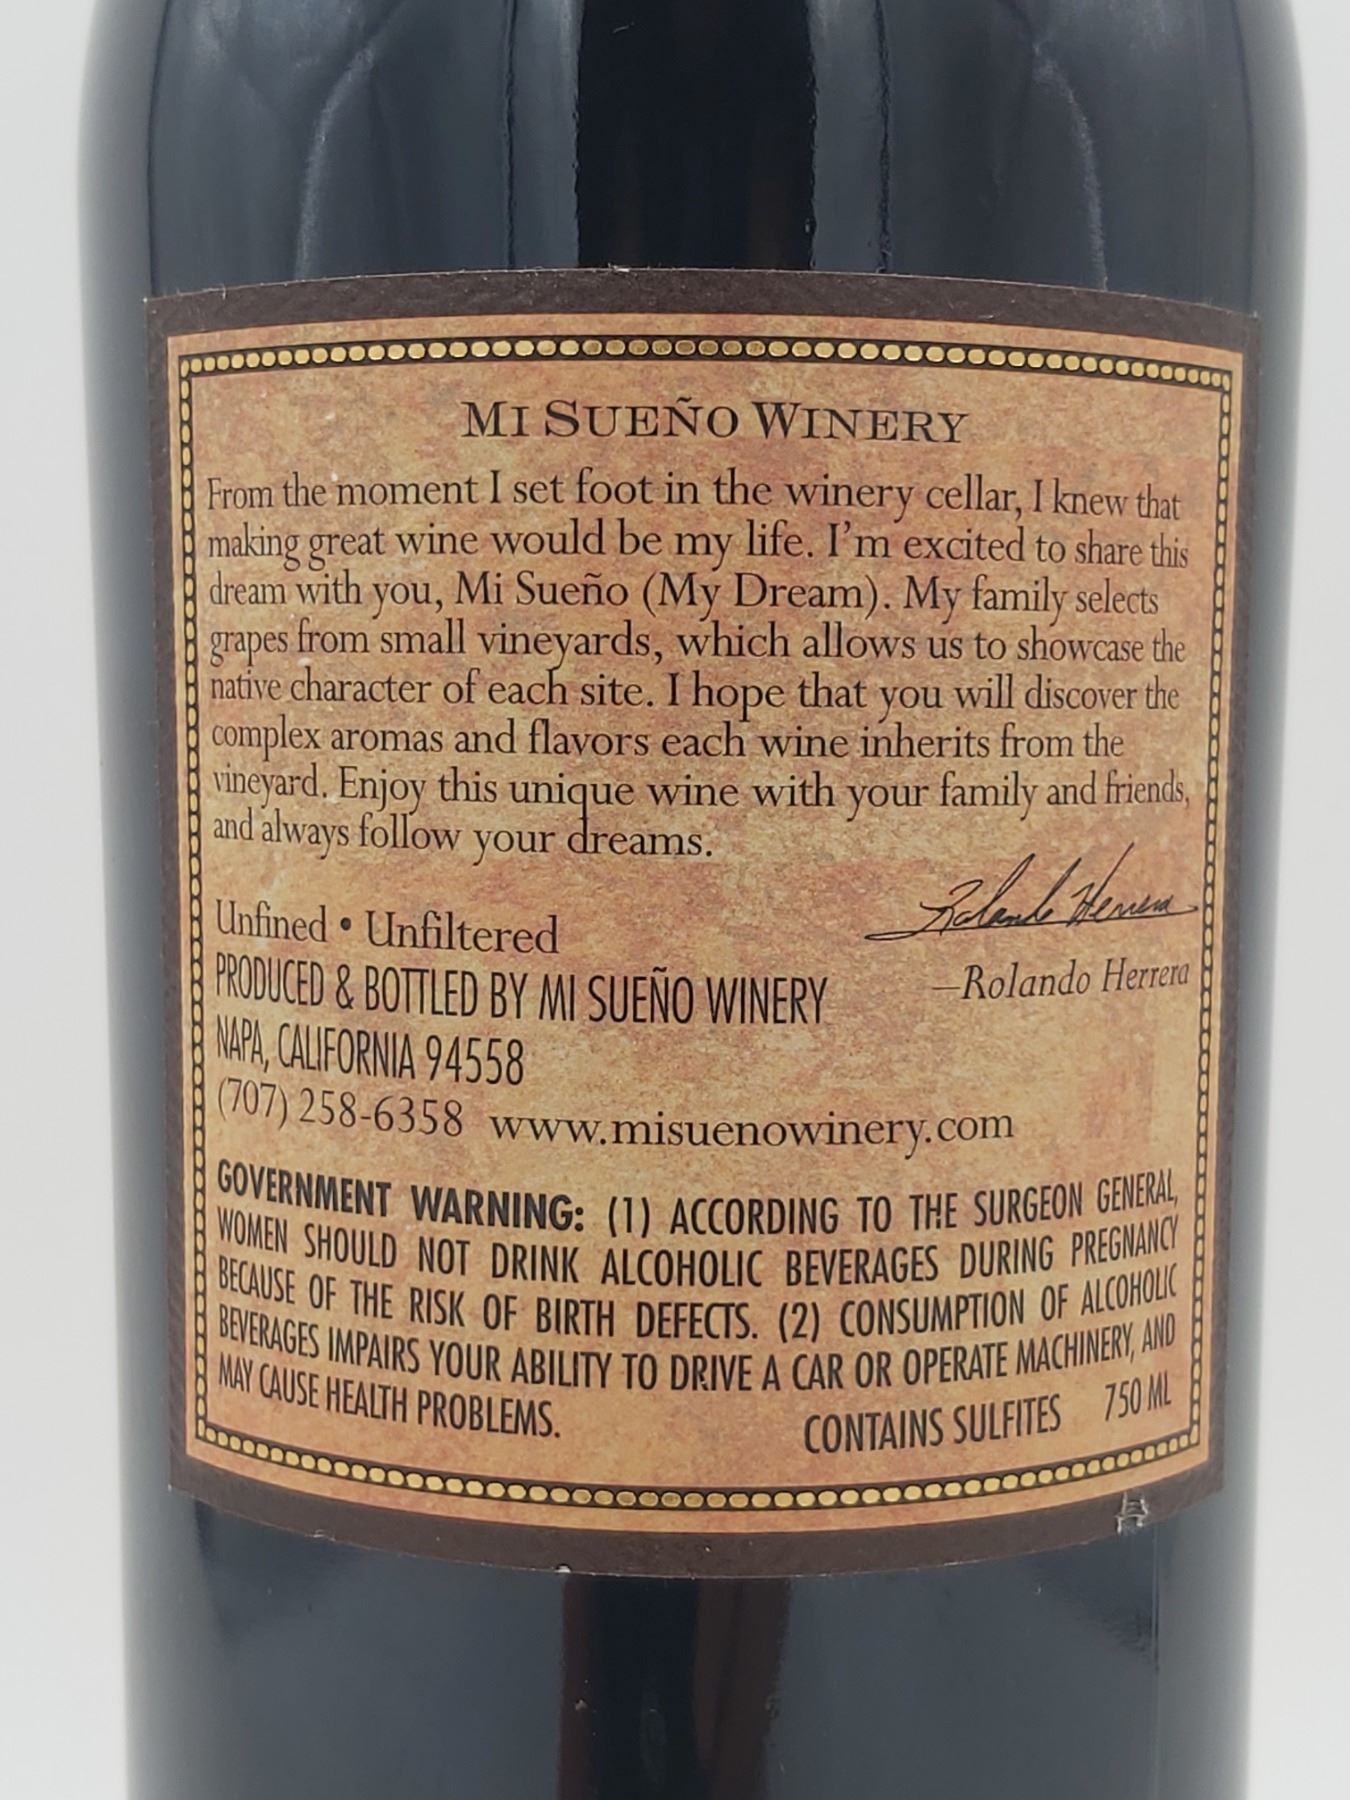 MI SUEÑO WINERY
From the moment I set foot in the winery cellar, I knew that
making great wine would be my life. I'm excited to share this
dream with you, Mi Sueño (My Dream). My family selects
grapes from small vineyards, which allows us to showcase the
native character of each site. I hope that you will discover the
complex aromas and flavors each wine inherits from the
vineyard. Enjoy this unique wine with your family and friends,
and always follow your dreams.
Rolando Herrera
—Rolando Herrera
Unfined • Unfiltered
PRODUCED & BOTTLED BY MI SUEÑO WINERY
NAPA, CALIFORNIA 94558
(707) 258-6358 www.misuenowinery.com
GOVERNMENT WARNING: (1) ACCORDING TO THE SURGEON GENERAL,
WOMEN SHOULD NOT DRINK ALCOHOLIC BEVERAGES DURING PREGNANCY
BECAUSE OF THE RISK OF BIRTH DEFECTS. (2) CONSUMPTION OF ALCOHOLIC
BEVERAGES IMPAIRS YOUR ABILITY TO DRIVE A CAR OR OPERATE MACHINERY, AND
MAY CAUSE HEALTH PROBLEMS. CONTAINS SULFITES 750 ML